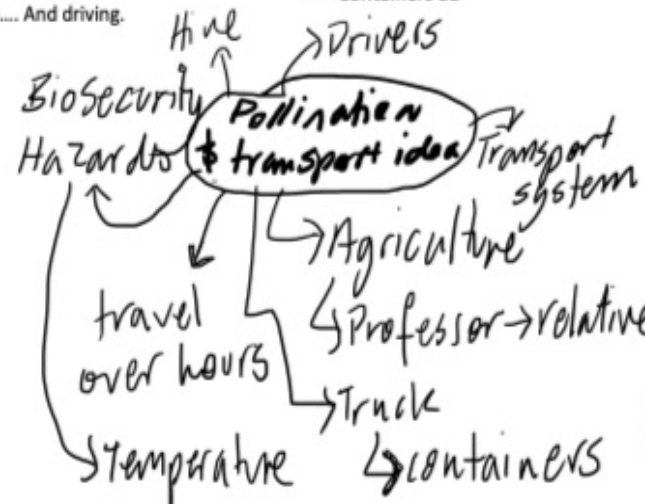 .... And driving.
Hive
Drivers
BioSecurity
Hazards
Pollination
& transport idea
Transport
system
Agriculture
Professor → relative
travel
over hours
Truck
containers
Temperature